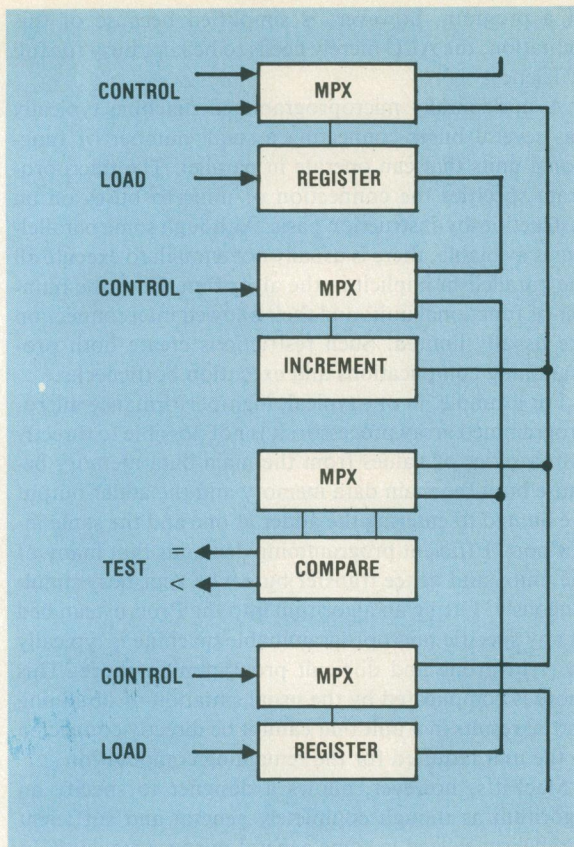 CONTROL
MPX
LOAD
REGISTER
CONTROL
MPX
INCREMENT
MPX
TEST
=
<
COMPARE
CONTROL
MPX
LOAD
REGISTER